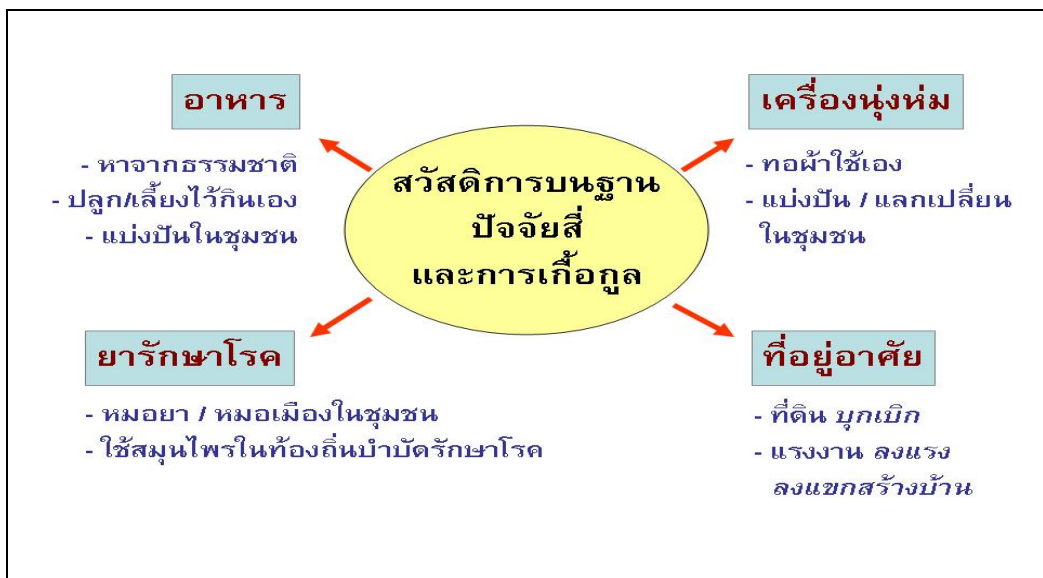 อาหาร
- หาจากธรรมชาติ
- ปลูก/เลี้ยงไว้กินเอง
- แบ่งปันในชุมชน
เครื่องนุ่งห่ม
- ทอผ้าใช้เอง
- แบ่งปัน / แลกเปลี่ยน
ในชุมชน
สวัสดิการบนฐาน
ปัจจัยสี่
และการเกื้อกูล
ยารักษาโรค
- หมอยา / หมอเมืองในชุมชน
- ใช้สมุนไพรในท้องถิ่นบำบัดรักษาโรค
ที่อยู่อาศัย
- ที่ดิน บุกเบิก
- แรงงาน ลงแรง
ลงแขกสร้างบ้าน